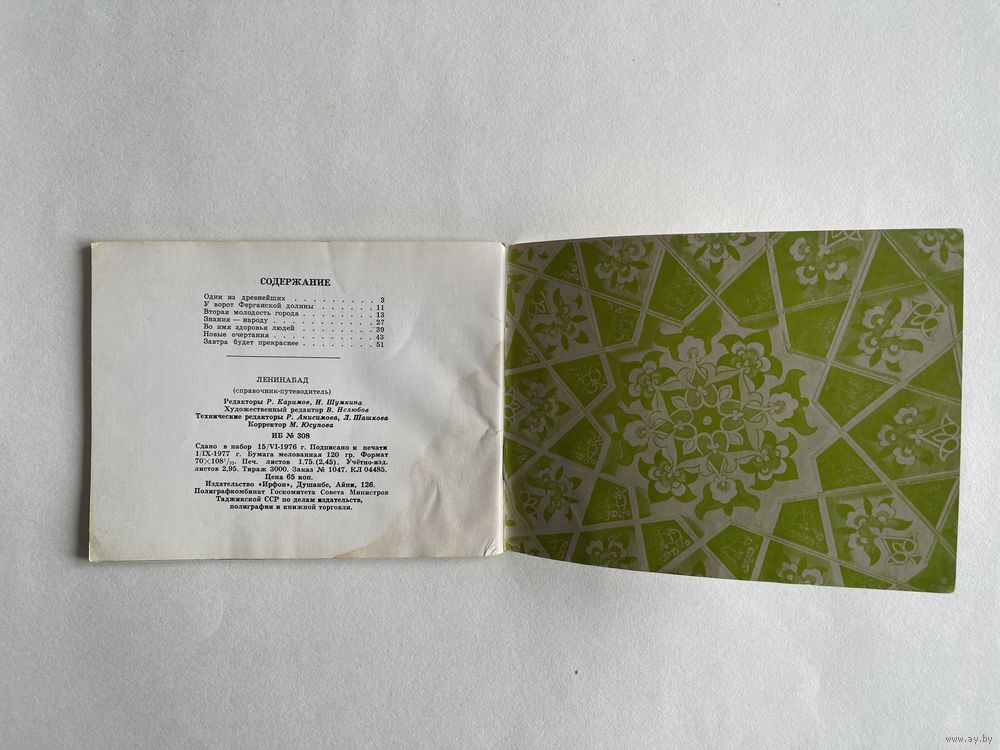 СОДЕРЖАНИЕ
Один из древнейших . . . . . . . . . 3
У ворот Ферганской долины . . . . . . 11
Вторая молодость города . . . . . . . . 13
Знания — народу . . . . . . . . . . . 27
Во имя здоровья людей . . . . . . . . 39
Новые очертания . . . . . . . . . . . 43
Завтра будет прекраснее . . . . . . . . 51
ЛЕНИНАБАД
(справочник-путеводитель)
Редакторы Р. Каримов, И. Шумкина
Художественный редактор В. Нелюбов
Технические редакторы Р. Анисимова, Л. Шашкова
Корректор М. Юсупова
ИБ № 308
Сдано в набор 15/VI-1976 г. Подписано к печати
1/IX-1977 г. Бумага мелованная 120 гр. Формат
70×108¹/₃₂. Печ. листов 1,75.(2,45). Учётно-изд.
листов 2,95. Тираж 3000. Заказ № 1047. КЛ 04485.
Цена 65 коп.
Издательство «Ирфон», Душанбе, Айни, 126.
Полиграфкомбинат Госкомитета Совета Министров
Таджикской ССР по делам издательств,
полиграфии и книжной торговли.
www.ay.by